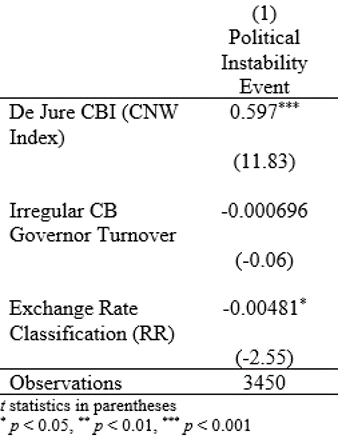 (1)
Political
Instability
Event
De Jure CBI (CNW 0.597***
Index)
(11.83)
Irregular CB -0.000696
Governor Turnover
(-0.06)
Exchange Rate -0.00481*
Classification (RR)
(-2.55)
Observations 3450
t statistics in parentheses
* p < 0.05, ** p < 0.01, *** p < 0.001